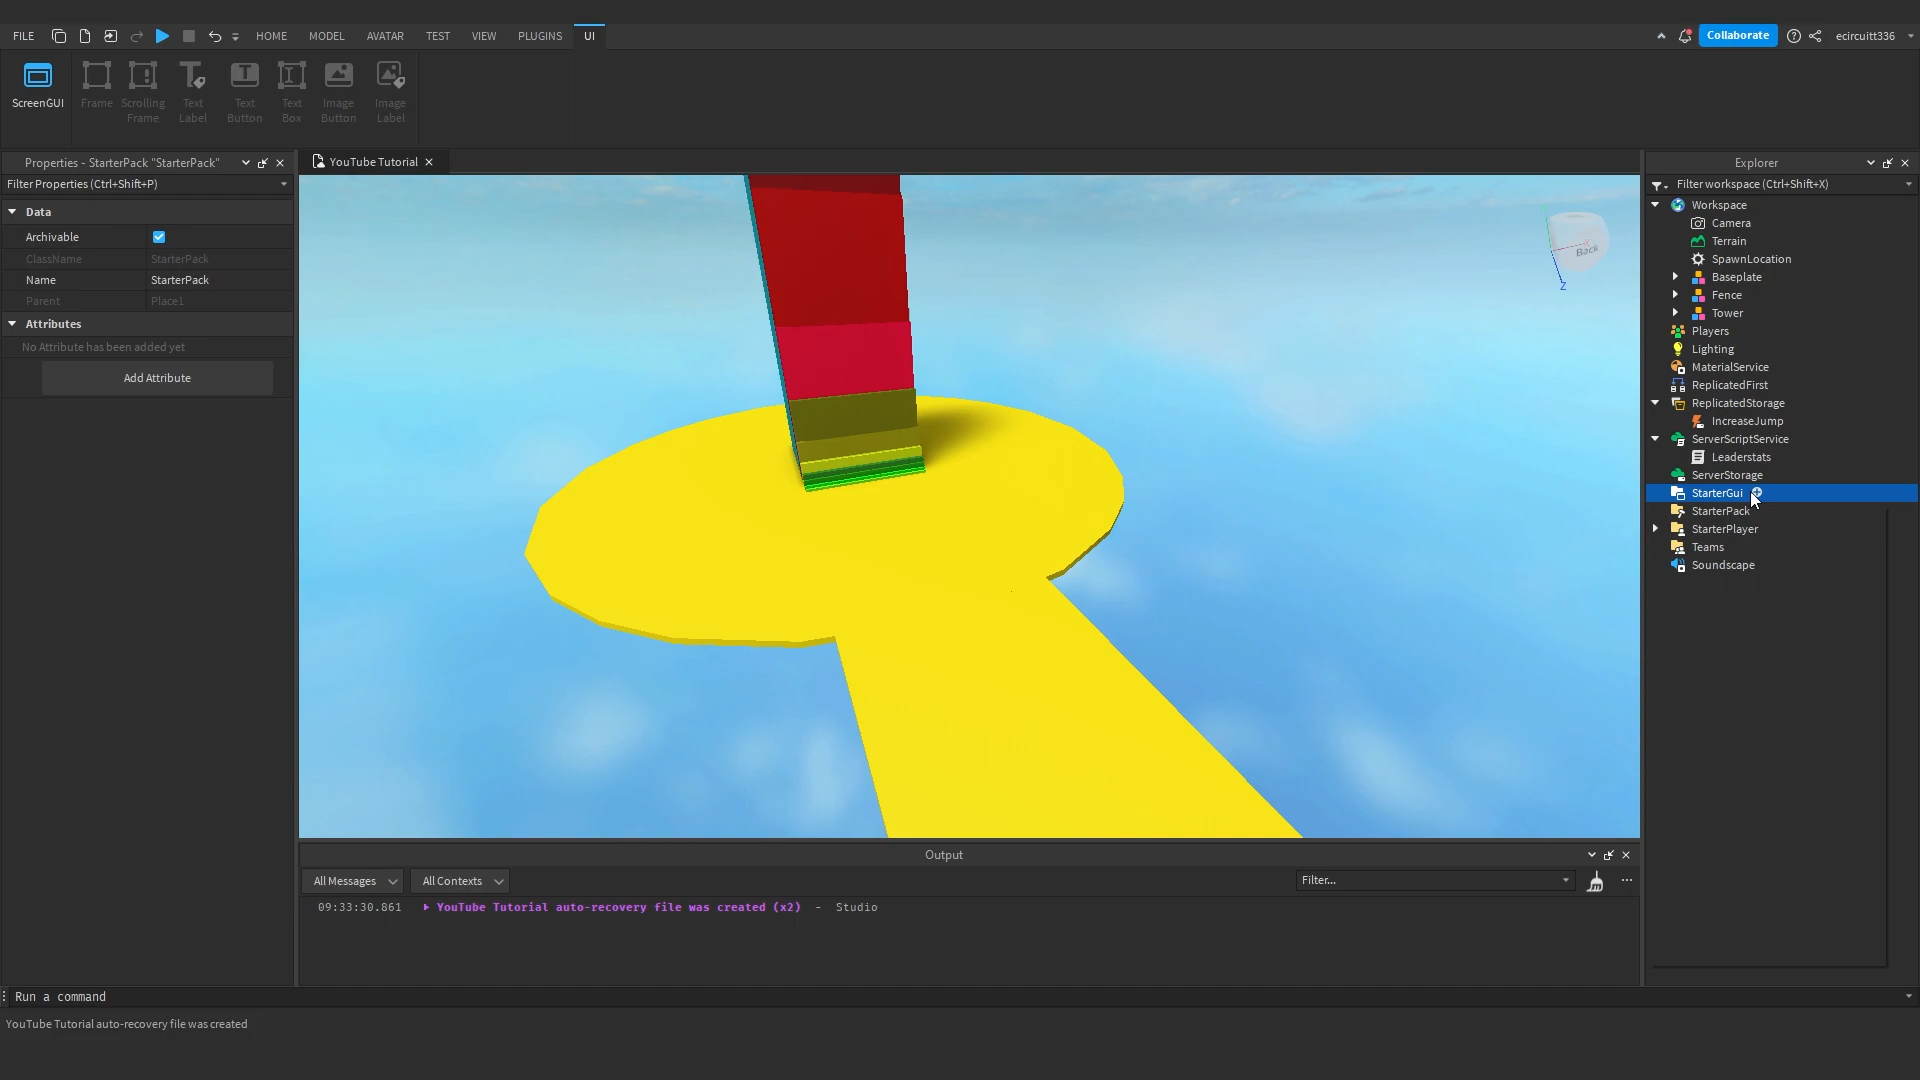 FILE HOME MODEL AVATAR TEST VIEW PLUGINS UI Collaborate ecircuitt336
ScreenGUI Frame Scrolling Frame Text Label Text Button Text Box Image Button Image Label
Properties - StarterPack "StarterPack"
Filter Properties (Ctrl+Shift+P)
Data
Archivable
ClassName StarterPack
Name StarterPack
Parent Place1
Attributes
No Attribute has been added yet
Add Attribute
YouTube Tutorial
Back
Z
Output
All Messages All Contexts Filter...
09:33:30.861 YouTube Tutorial auto-recovery file was created (x2) - Studio
Explorer
Filter workspace (Ctrl+Shift+X)
Workspace
Camera
Terrain
SpawnLocation
Baseplate
Fence
Tower
Players
Lighting
MaterialService
ReplicatedFirst
ReplicatedStorage
IncreaseJump
ServerScriptService
Leaderstats
ServerStorage
StarterGui
StarterPack
StarterPlayer
Teams
Soundscape
Run a command
YouTube Tutorial auto-recovery file was created